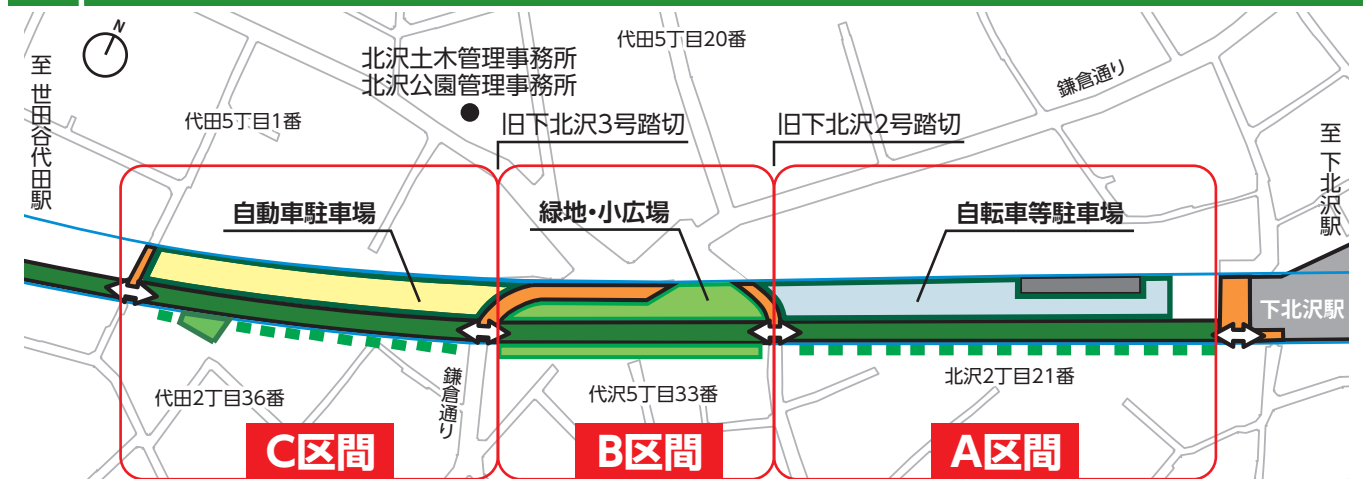 N
至 世田谷代田駅
北沢土木管理事務所
北沢公園管理事務所
代田5丁目20番
鎌倉通り
至 下北沢駅
代田5丁目1番
旧下北沢3号踏切
旧下北沢2号踏切
自動車駐車場
緑地・小広場
自転車等駐車場
下北沢駅
代田2丁目36番
鎌倉通り
代沢5丁目33番
北沢2丁目21番
C区間
B区間
A区間